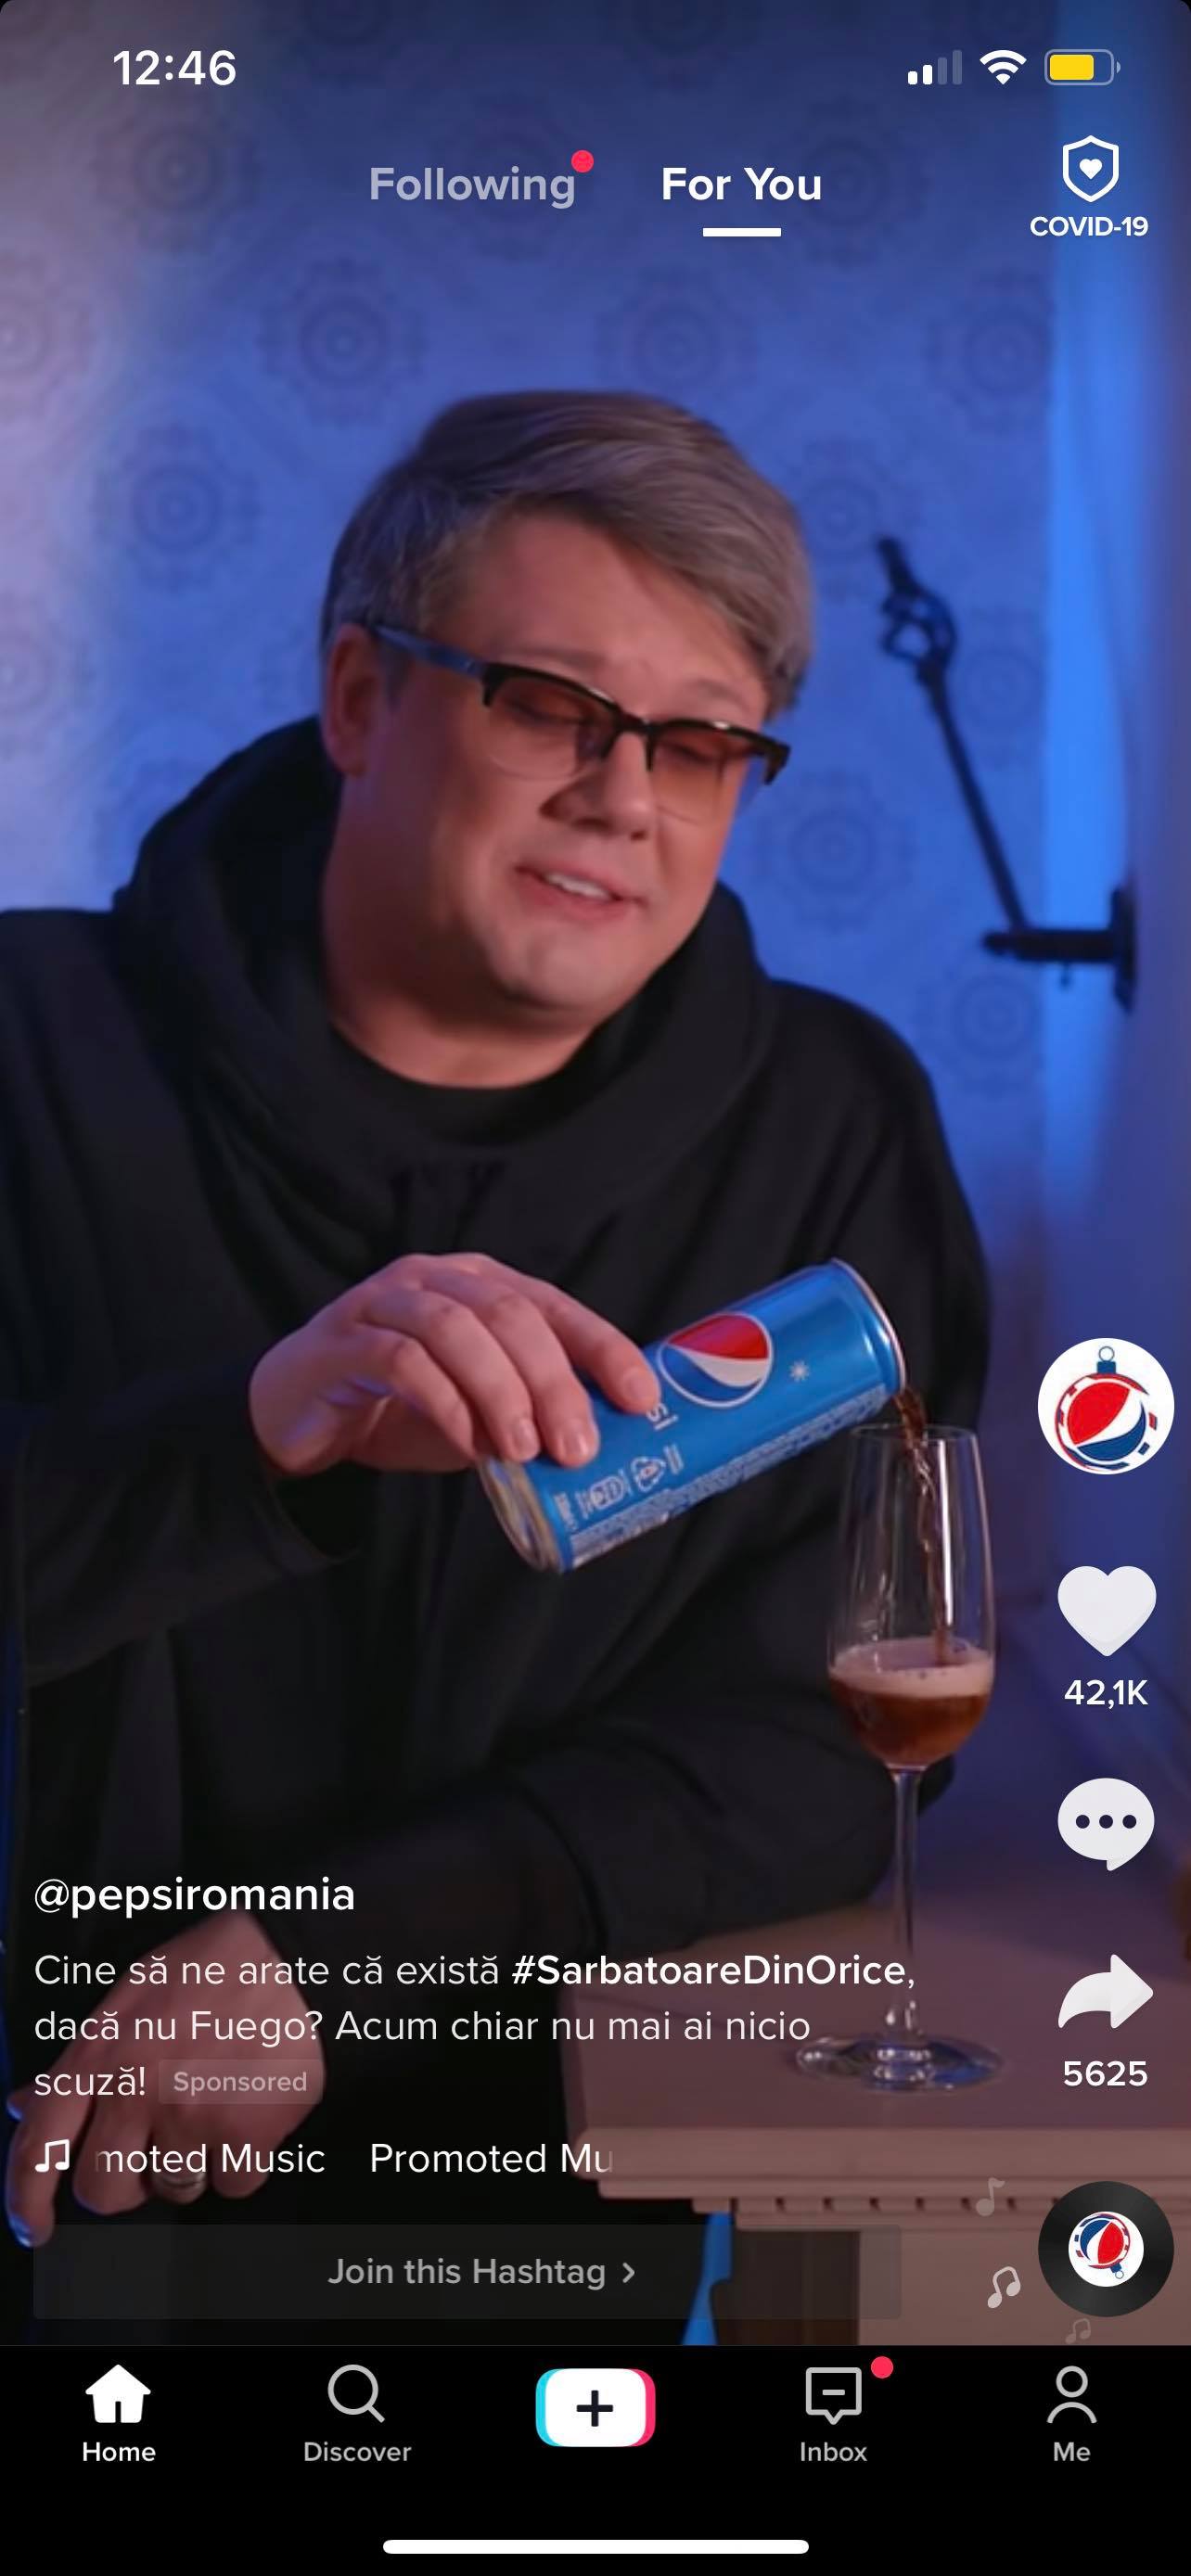 12:46
Following
For You
COVID-19
42,1K
@pepsiromania
Cine să ne arate că există #SarbatoareDinOrice,
dacă nu Fuego? Acum chiar nu mai ai nicio
scuză! Sponsored
5625
moted Music Promoted Mu
Join this Hashtag >
Home
Discover
Inbox
Me